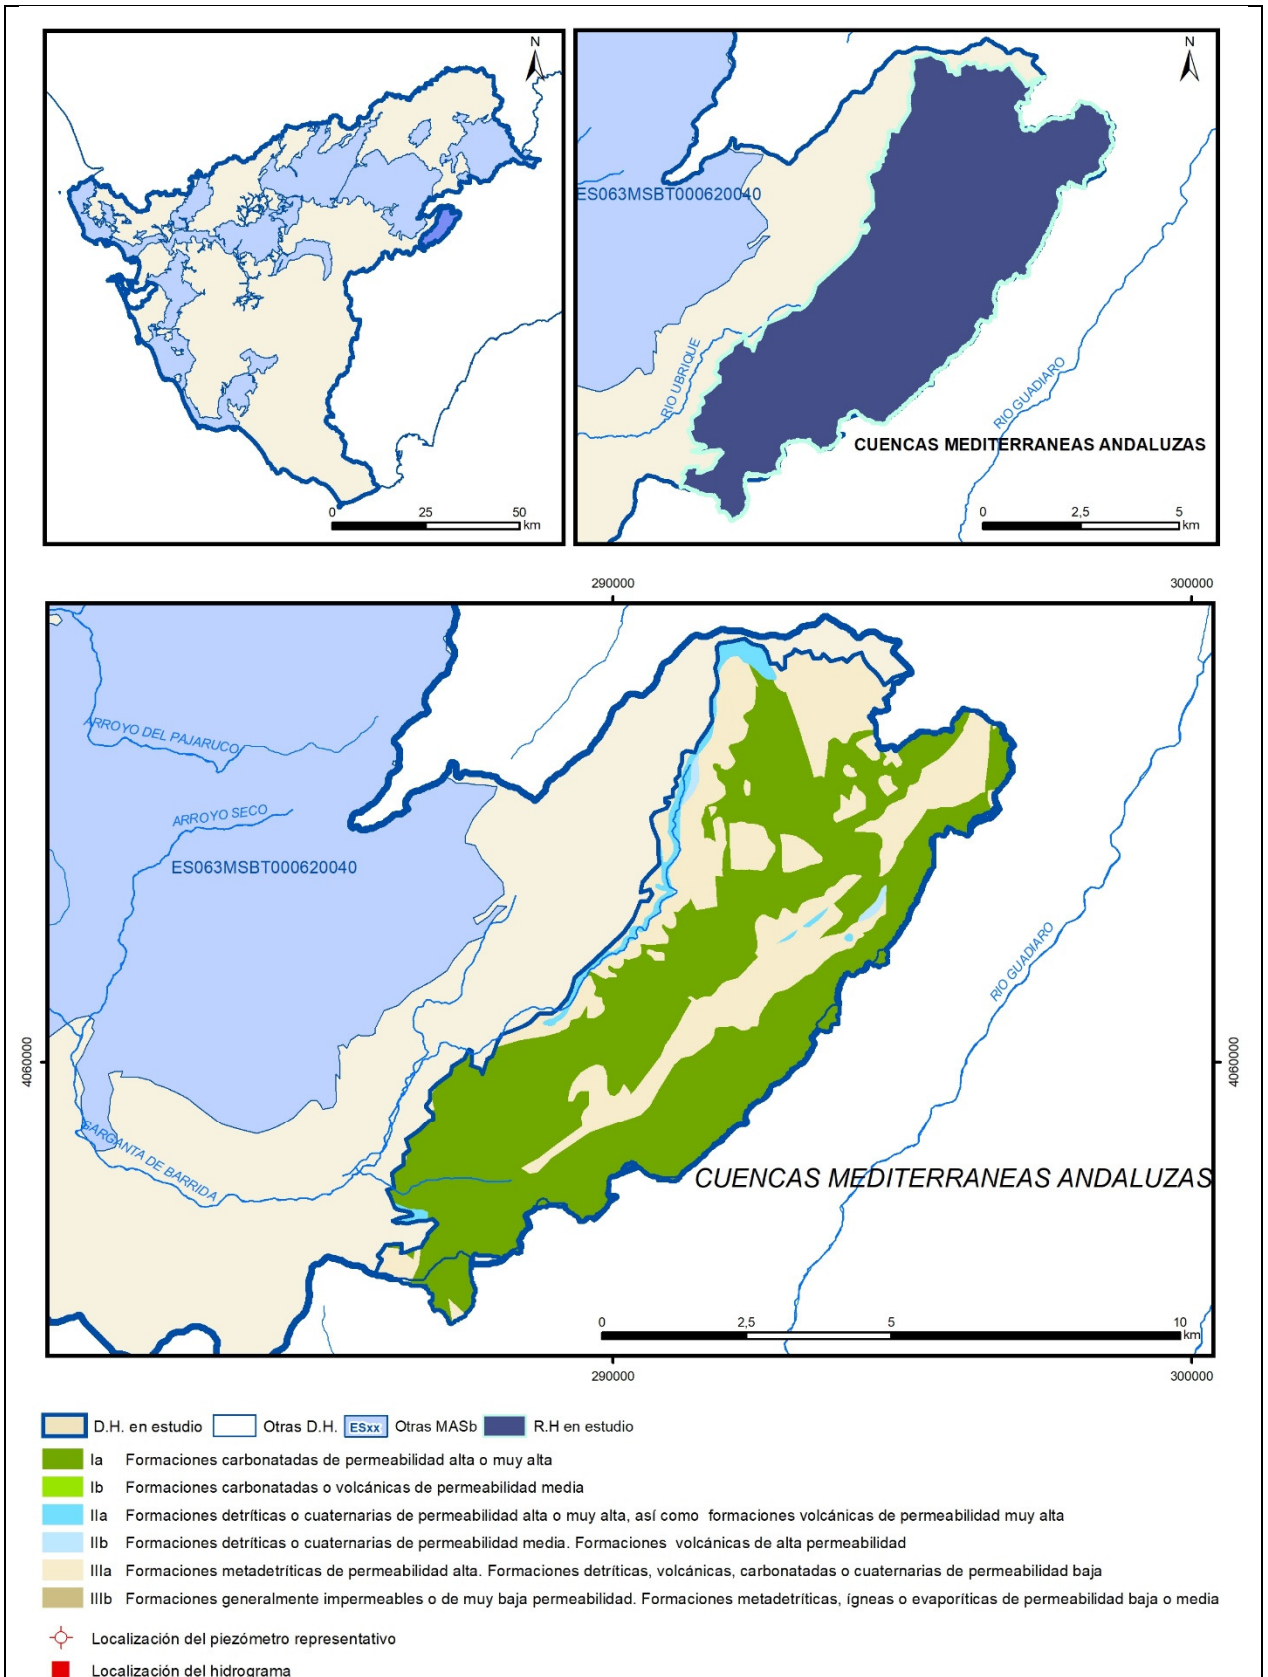 N
0 25 50
km
N
ES063MSBT000620040
RIO UBRIQUE
RIO GUADIARO
CUENCAS MEDITERRANEAS ANDALUZAS
0 2,5 5
km
290000 300000
ARROYO DEL PAJARUCO
ARROYO SECO
ES063MSBT000620040
RIO GUADIARO
4060000 4060000
GARGANTA DE BARRIDA
CUENCAS MEDITERRANEAS ANDALUZAS
0 2,5 5 10
km
290000 300000
D.H. en estudio Otras D.H. ESxx Otras MASb R.H en estudio
Ia Formaciones carbonatadas de permeabilidad alta o muy alta
Ib Formaciones carbonatadas o volcánicas de permeabilidad media
IIa Formaciones detríticas o cuaternarias de permeabilidad alta o muy alta, así como formaciones volcánicas de permeabilidad muy alta
IIb Formaciones detríticas o cuaternarias de permeabilidad media. Formaciones volcánicas de alta permeabilidad
IIIa Formaciones metadetríticas de permeabilidad alta. Formaciones detríticas, volcánicas, carbonatadas o cuaternarias de permeabilidad baja
IIIb Formaciones generalmente impermeables o de muy baja permeabilidad. Formaciones metadetríticas, ígneas o evaporíticas de permeabilidad baja o media
Localización del piezómetro representativo
Localización del hidrograma